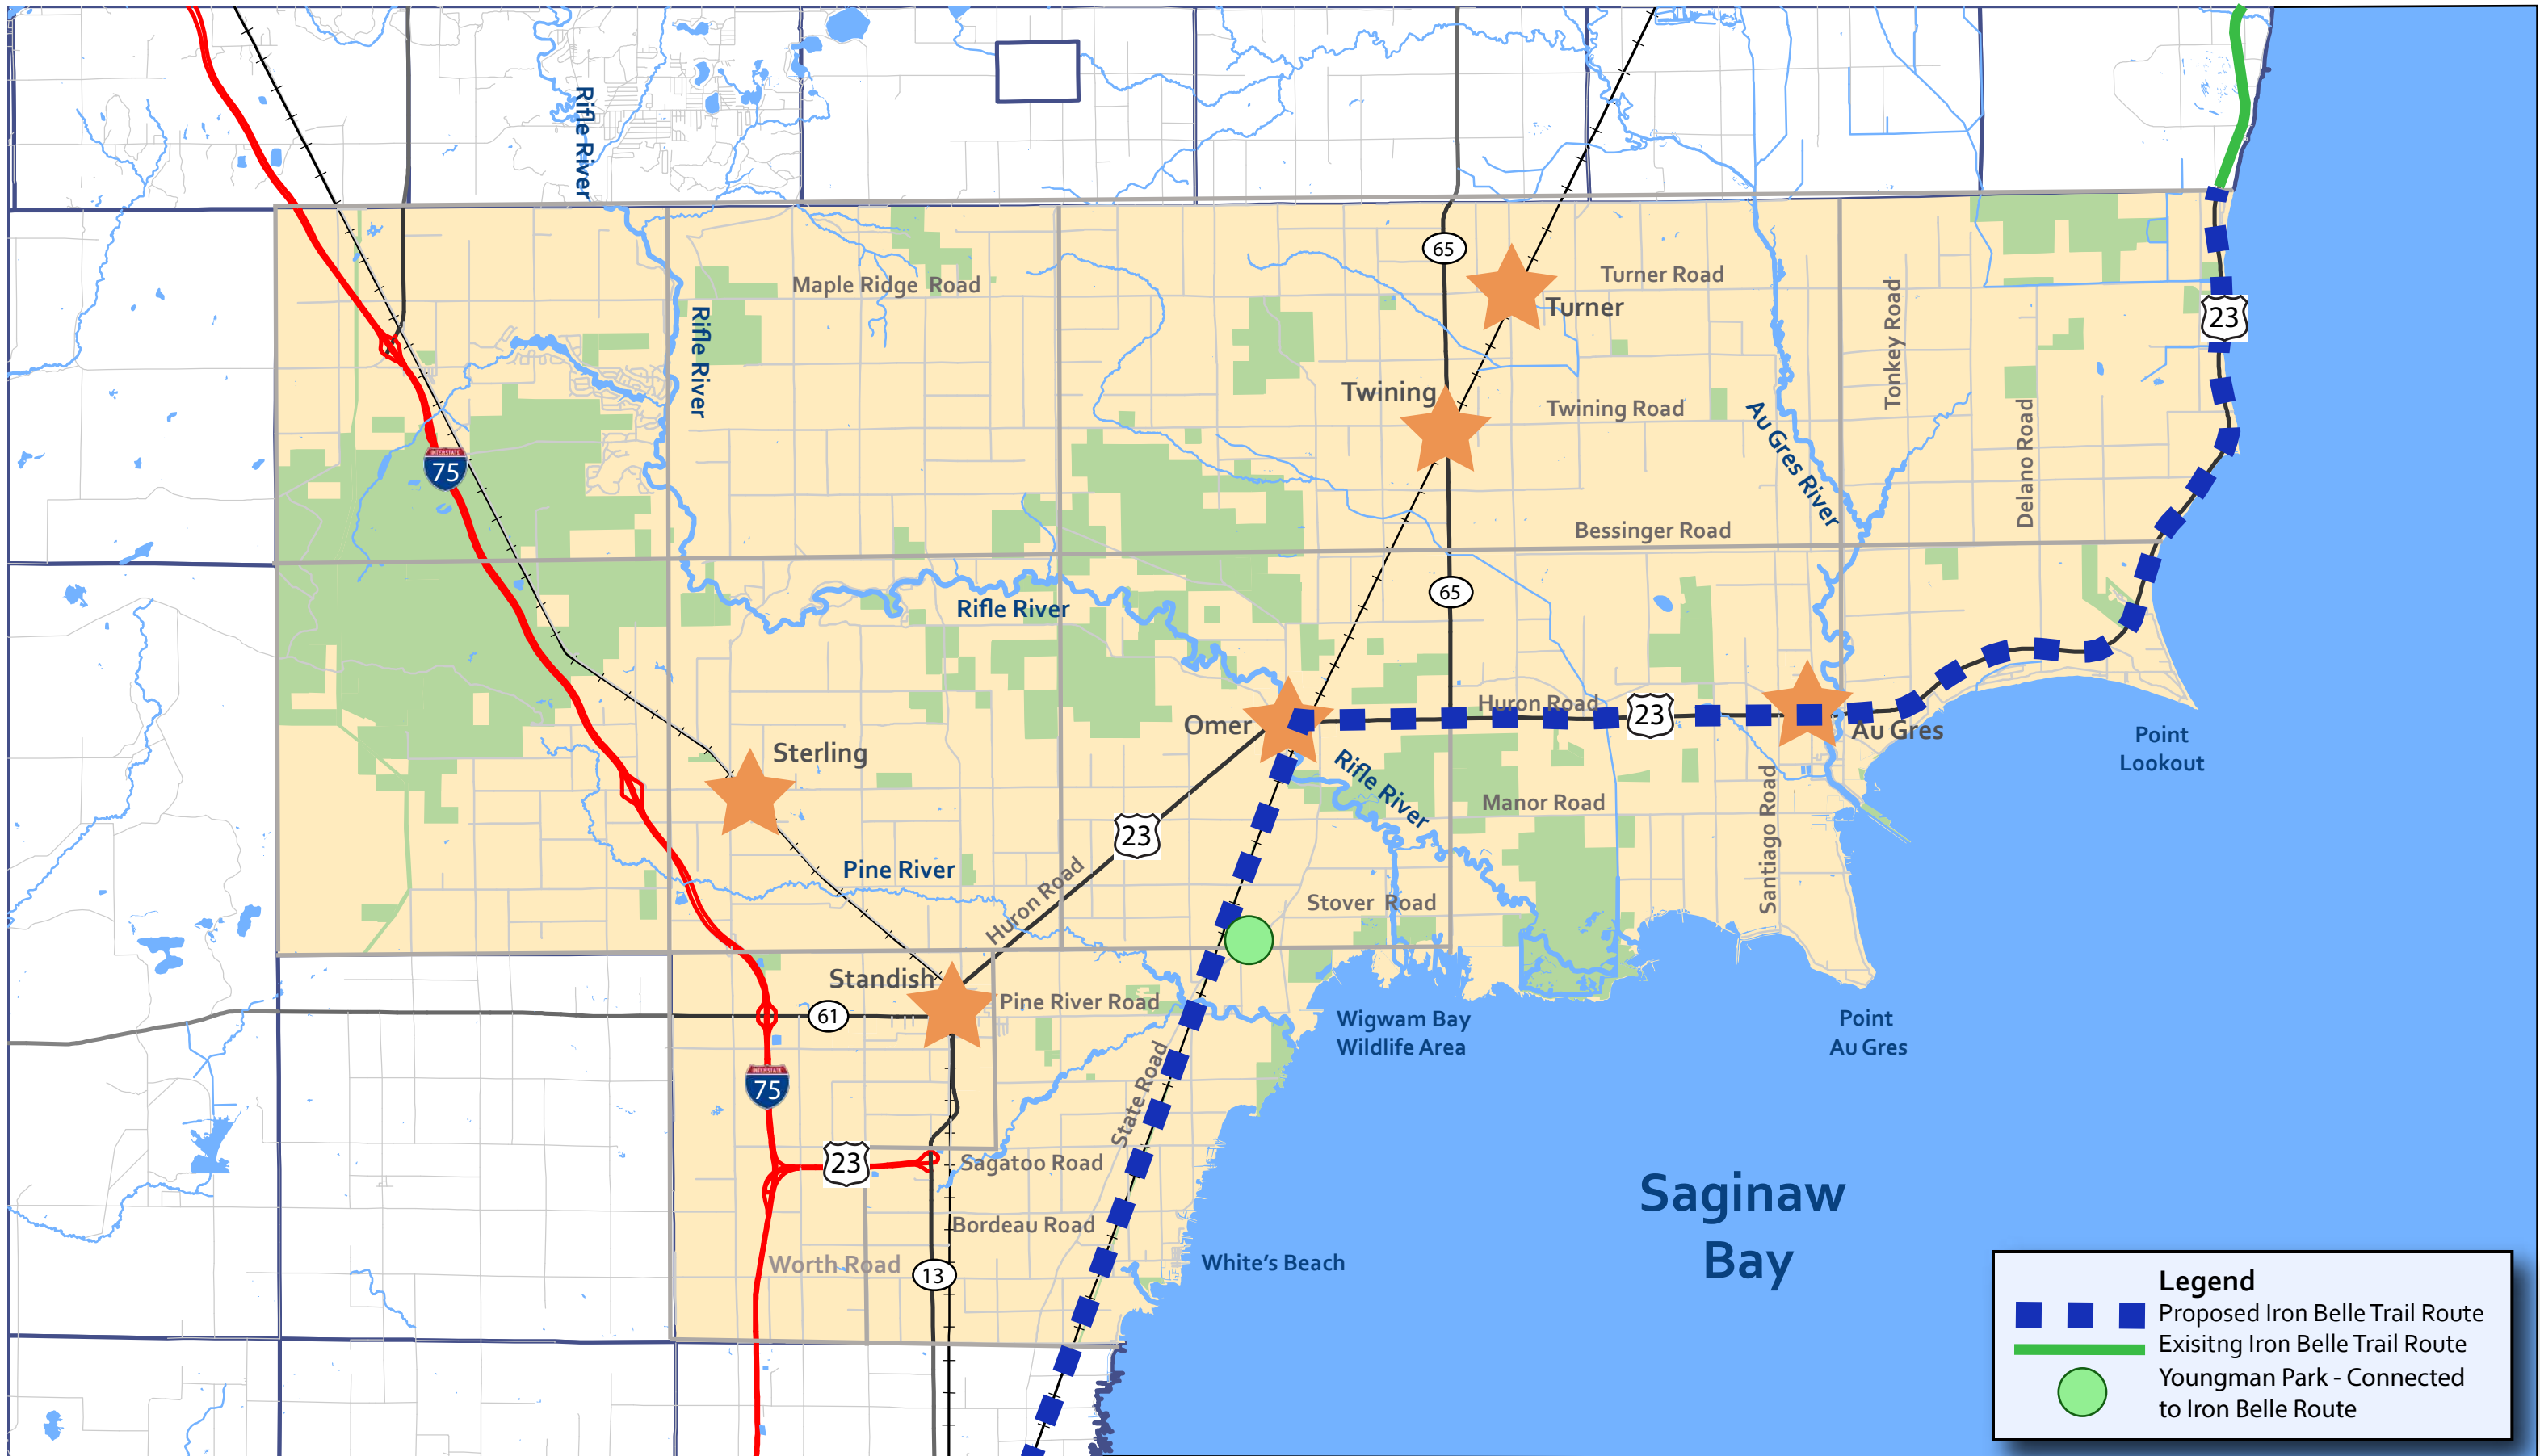 Rifle River
65
Maple Ridge Road
Turner Road
Turner
Rifle River
Tonkey Road
23
Twining
Twining Road
Au Gres River
Delano Road
INTERSTATE
75
Bessinger Road
65
Rifle River
Huron Road
23
Omer
Au Gres
Point
Lookout
Sterling
Rifle River
Manor Road
Santiago Road
23
Pine River
Huron Road
Stover Road
Standish
Pine River Road
61
Wigwam Bay
Wildlife Area
Point
Au Gres
INTERSTATE
75
State Road
23
Sagatoo Road
Saginaw
Bay
Bordeau Road
Worth Road
13
White's Beach
Legend
Proposed Iron Belle Trail Route
Exisitng Iron Belle Trail Route
Youngman Park - Connected
to Iron Belle Route